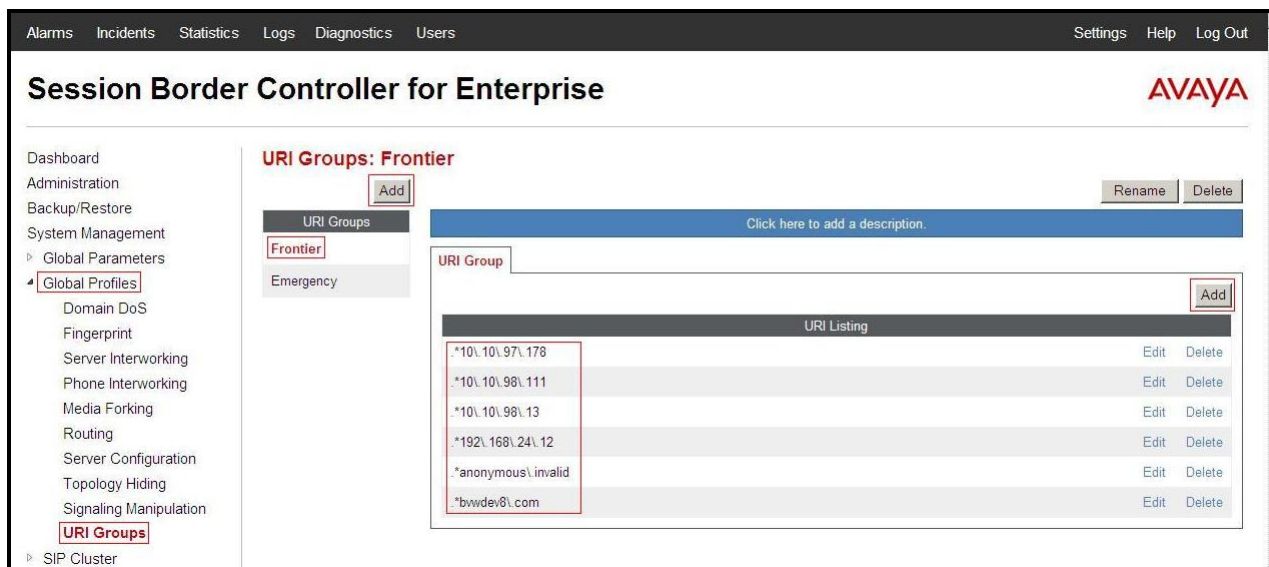 Alarms Incidents Statistics Logs Diagnostics Users Settings Help Log Out
Session Border Controller for Enterprise
AVAYA
Dashboard
Administration
Backup/Restore
System Management
Global Parameters
Global Profiles
Domain DoS
Fingerprint
Server Interworking
Phone Interworking
Media Forking
Routing
Server Configuration
Topology Hiding
Signaling Manipulation
URI Groups
SIP Cluster
URI Groups: Frontier
Add
Rename Delete
URI Groups
Frontier
Emergency
Click here to add a description.
URI Group
Add
URI Listing
.*10\.10\.97\.178 Edit Delete
.*10\.10\.98\.111 Edit Delete
.*10\.10\.98\.13 Edit Delete
.*192\.168\.24\.12 Edit Delete
.*anonymous\.invalid Edit Delete
.*bvwdev8\.com Edit Delete